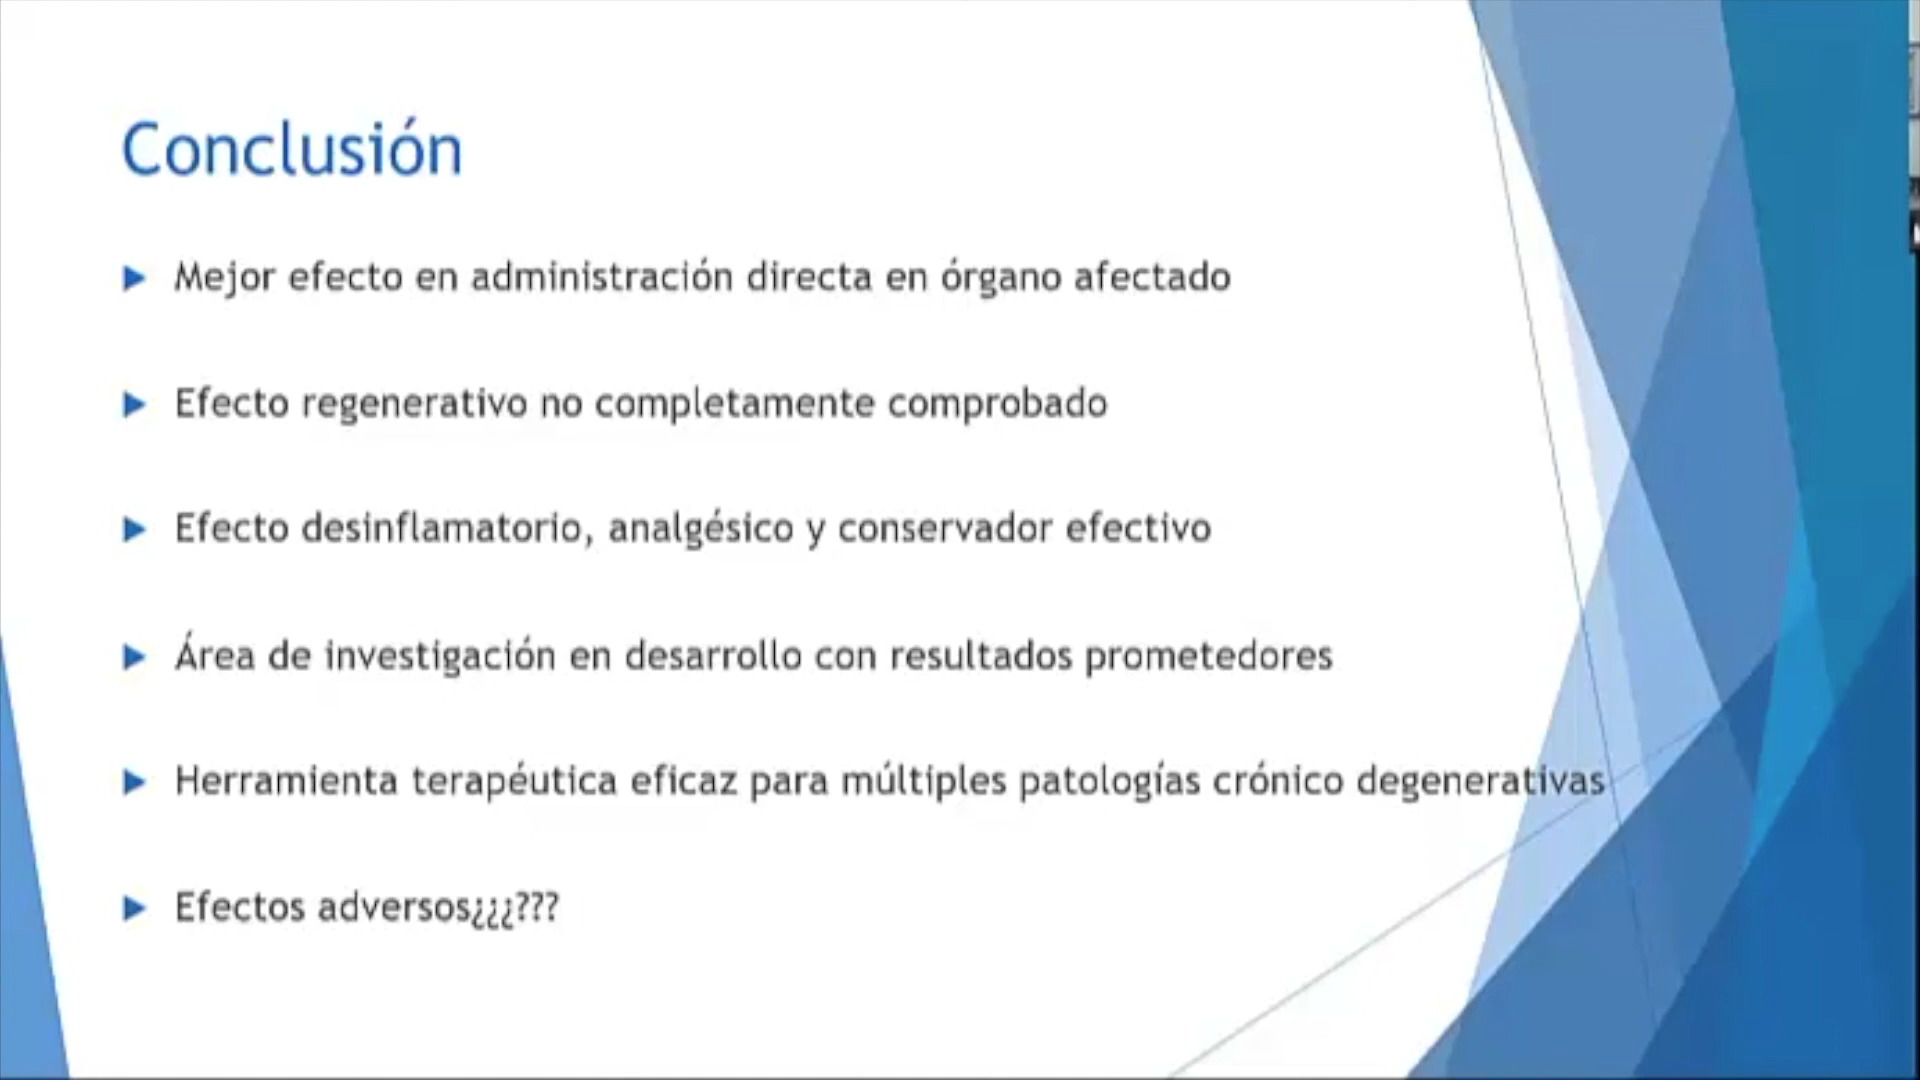 Conclusión
Mejor efecto en administración directa en órgano afectado
Efecto regenerativo no completamente comprobado
Efecto desinflamatorio, analgésico y conservador efectivo
Área de investigación en desarrollo con resultados prometedores
Herramienta terapéutica eficaz para múltiples patologías crónico degenerativas
Efectos adversos¿¿¿???